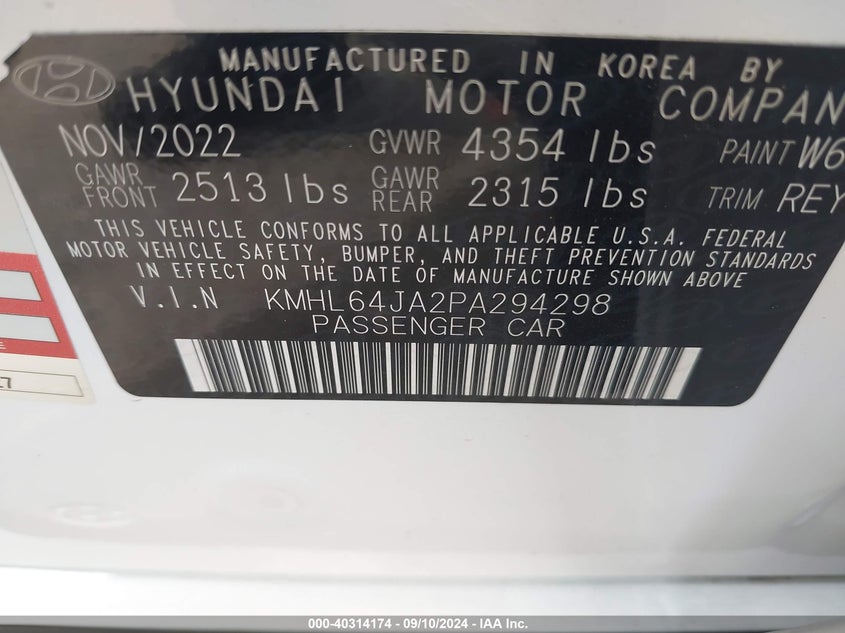 MANUFACTURED IN KOREA BY
HYUNDAI MOTOR COMPAN
NOV/2022 GVWR 4354 lbs PAINT W6
GAWR FRONT 2513 lbs GAWR REAR 2315 lbs TRIM REY
THIS VEHICLE CONFORMS TO ALL APPLICABLE U.S.A. FEDERAL
MOTOR VEHICLE SAFETY, BUMPER, AND THEFT PREVENTION STANDARDS
IN EFFECT ON THE DATE OF MANUFACTURE SHOWN ABOVE
V.I.N KMHL64JA2PA294298
PASSENGER CAR
000-40314174 - 09/10/2024 - IAA Inc.